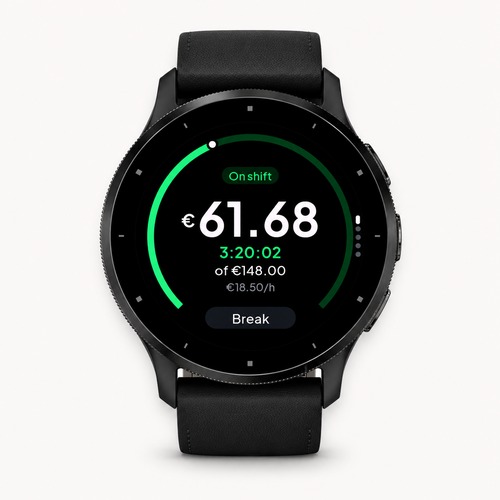 On shift
€61.68
3:20:02
of €148.00
€18.50/h
Break